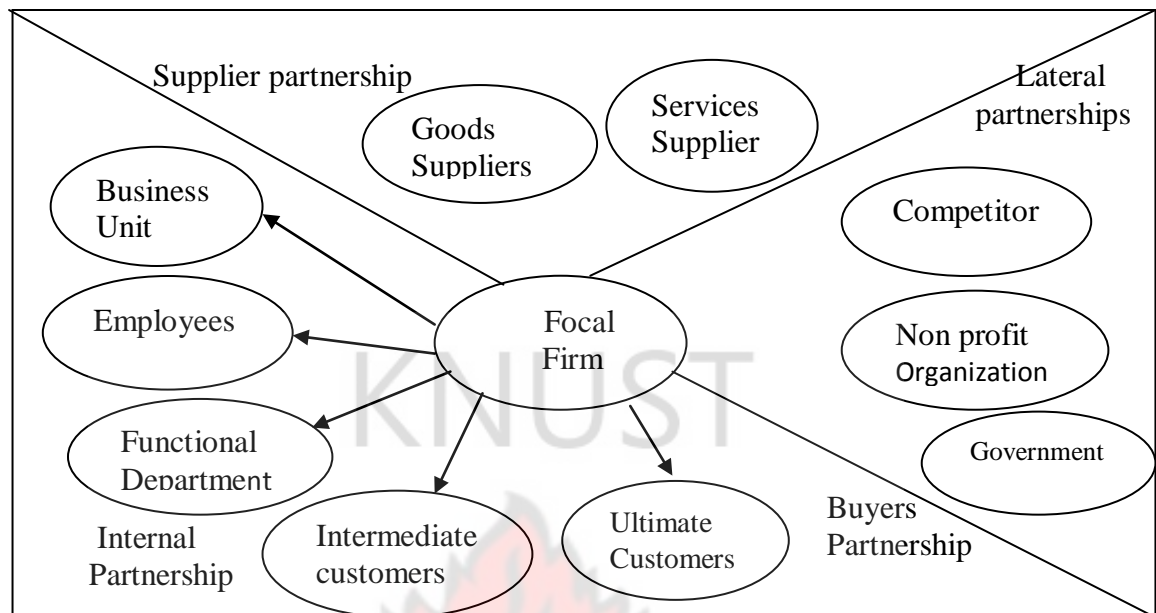 Supplier partnership
Goods
Suppliers
Services
Supplier
Lateral
partnerships
Business
Unit
Competitor
Employees
Focal
Firm
Non profit
Organization
KNUST
Functional
Department
Government
Internal
Partnership
Intermediate
customers
Ultimate
Customers
Buyers
Partnership